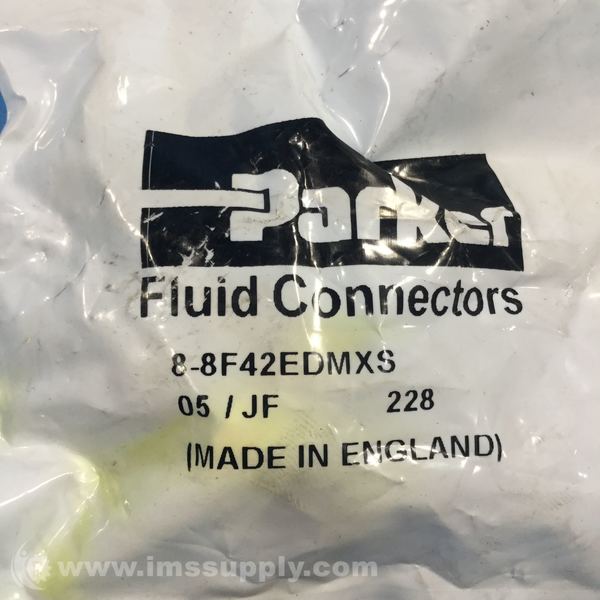 Parker
Fluid Connectors
8-8F42EDMXS
05 / JF 228
(MADE IN ENGLAND)
www.imssupply.com